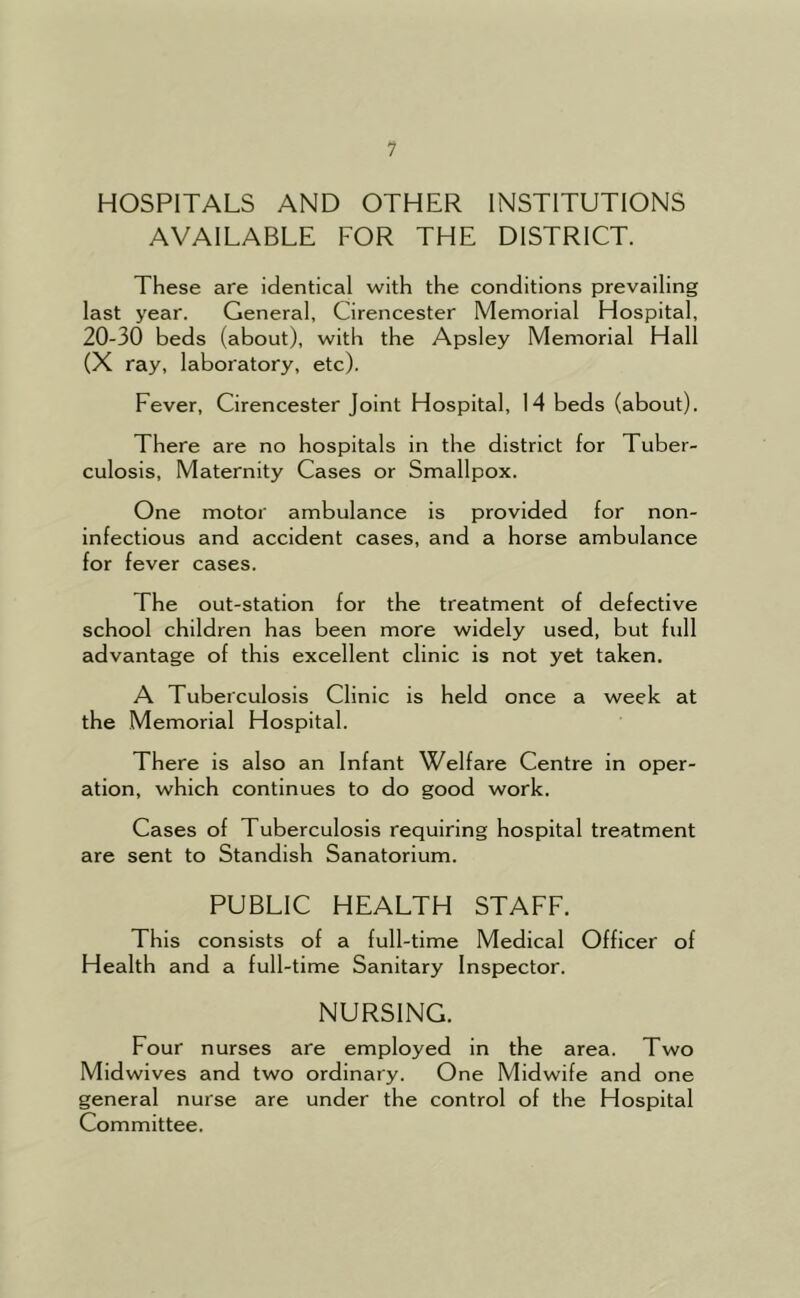 7
HOSPITALS AND OTHER INSTITUTIONS
AVAILABLE FOR THE DISTRICT.
These are identical with the conditions prevailing
last year. General, Cirencester Memorial Hospital,
20-30 beds (about), with the Apsley Memorial Hall
(X ray, laboratory, etc).
Fever, Cirencester Joint Hospital, 14 beds (about).
There are no hospitals in the district for Tuber-
culosis, Maternity Cases or Smallpox.
One motor ambulance is provided for non-
infectious and accident cases, and a horse ambulance
for fever cases.
The out-station for the treatment of defective
school children has been more widely used, but full
advantage of this excellent clinic is not yet taken.
A Tuberculosis Clinic is held once a week at
the Memorial Hospital.
There is also an Infant Welfare Centre in oper-
ation, which continues to do good work.
Cases of Tuberculosis requiring hospital treatment
are sent to Standish Sanatorium.
PUBLIC HEALTH STAFF.
This consists of a full-time Medical Officer of
Health and a full-time Sanitary Inspector.
NURSING.
Four nurses are employed in the area. Two
Midwives and two ordinary. One Midwife and one
general nurse are under the control of the Hospital
Committee.